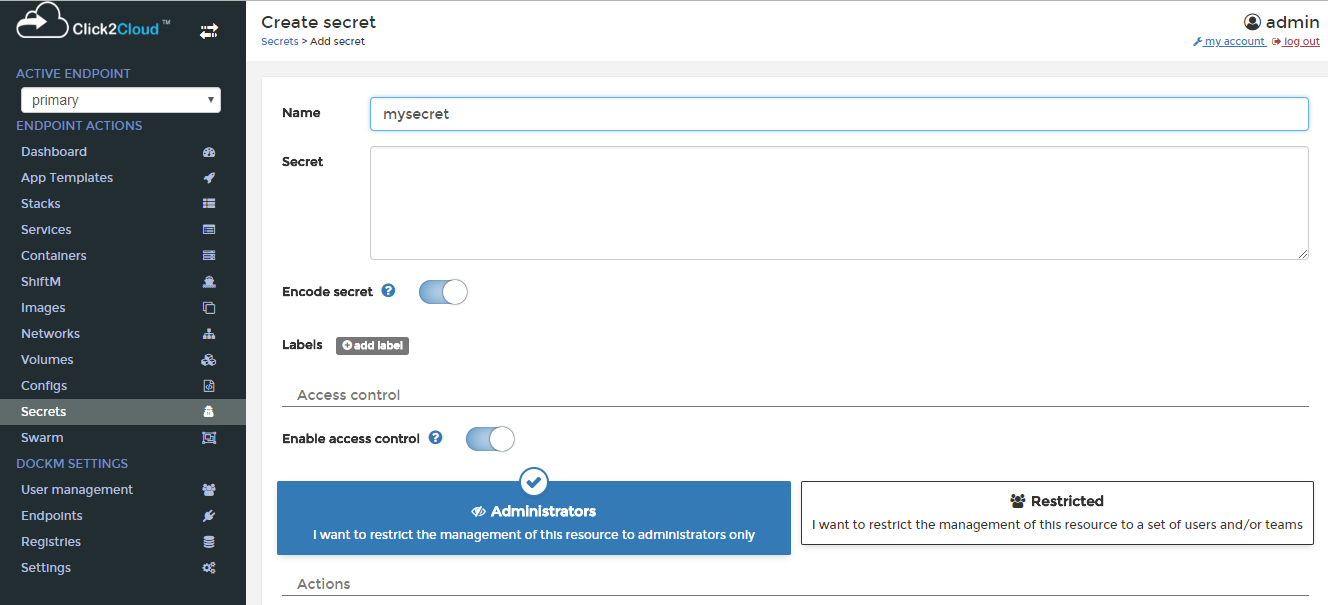 Click2Cloud™
ACTIVE ENDPOINT
primary
ENDPOINT ACTIONS
Dashboard
App Templates
Stacks
Services
Containers
ShiftM
Images
Networks
Volumes
Configs
Secrets
Swarm
DOCKM SETTINGS
User management
Endpoints
Registries
Settings
Create secret
Secrets > Add secret
admin
my account log out
Name mysecret
Secret
Encode secret
Labels add label
Access control
Enable access control
Administrators
I want to restrict the management of this resource to administrators only
Restricted
I want to restrict the management of this resource to a set of users and/or teams
Actions